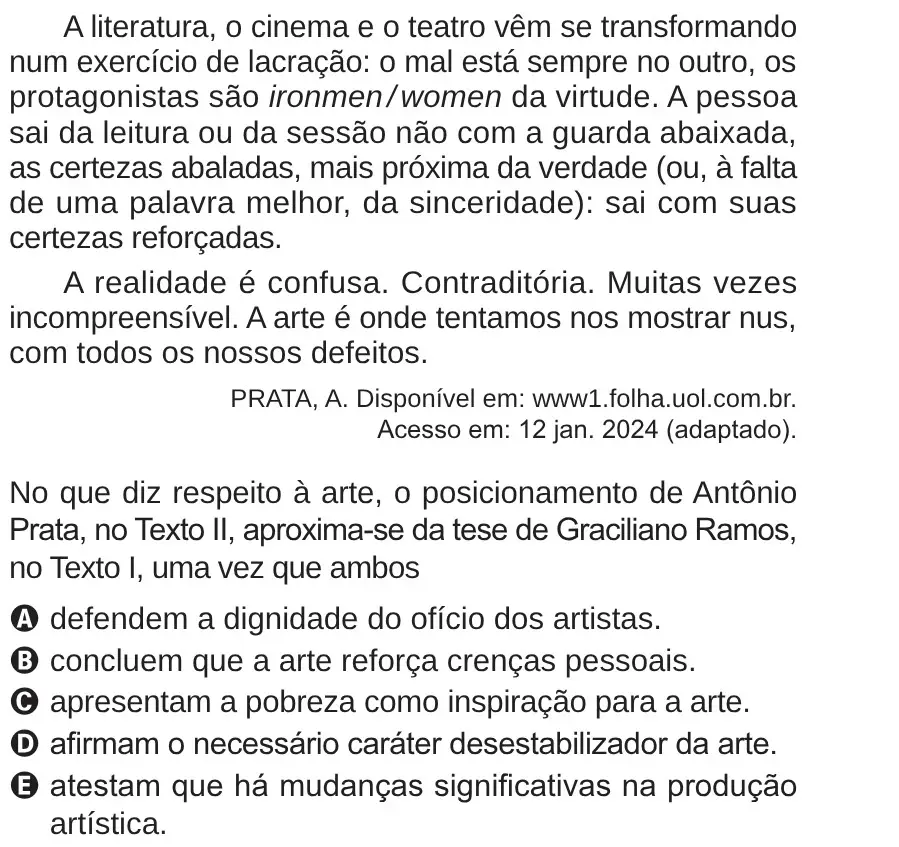 A literatura, o cinema e o teatro vêm se transformando
num exercício de lacração: o mal está sempre no outro, os
protagonistas são ironmen/women da virtude. A pessoa
sai da leitura ou da sessão não com a guarda abaixada,
as certezas abaladas, mais próxima da verdade (ou, à falta
de uma palavra melhor, da sinceridade): sai com suas
certezas reforçadas.
A realidade é confusa. Contraditória. Muitas vezes
incompreensível. A arte é onde tentamos nos mostrar nus,
com todos os nossos defeitos.
PRATA, A. Disponível em: www1.folha.uol.com.br.
Acesso em: 12 jan. 2024 (adaptado).
No que diz respeito à arte, o posicionamento de Antônio
Prata, no Texto II, aproxima-se da tese de Graciliano Ramos,
no Texto I, uma vez que ambos
A defendem a dignidade do ofício dos artistas.
B concluem que a arte reforça crenças pessoais.
C apresentam a pobreza como inspiração para a arte.
D afirmam o necessário caráter desestabilizador da arte.
E atestam que há mudanças significativas na produção
artística.